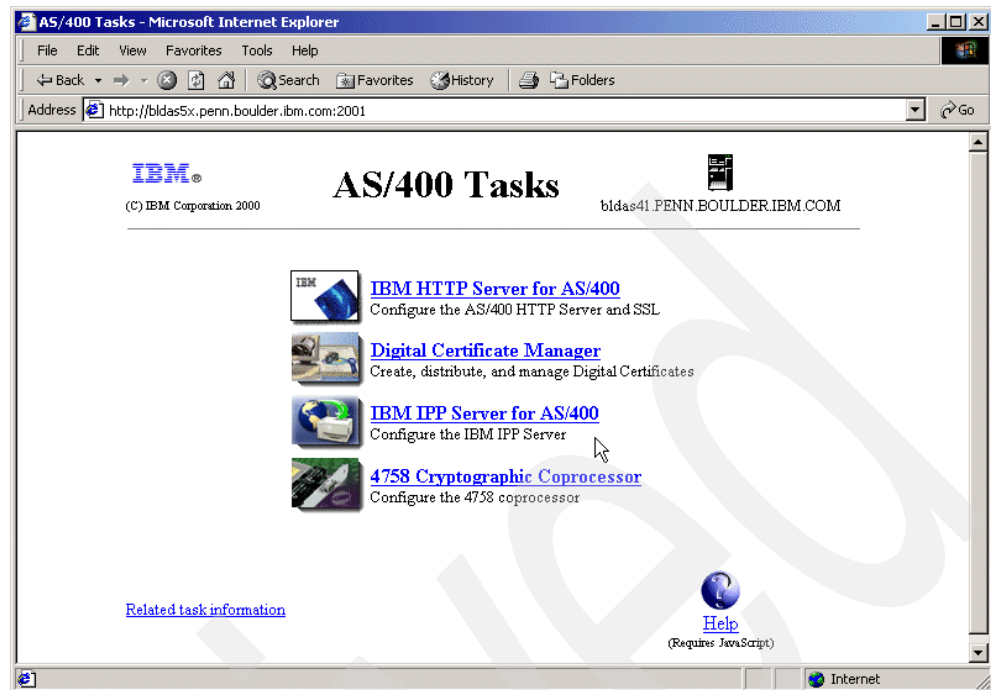 AS/400 Tasks - Microsoft Internet Explorer
File Edit View Favorites Tools Help
Back Search Favorites History Folders
Address http://bldas5x.penn.boulder.ibm.com:2001 Go
IBM®
(C) IBM Corporation 2000
AS/400 Tasks
bldas41.PENN.BOULDER.IBM.COM
IBM
IBM HTTP Server for AS/400
Configure the AS/400 HTTP Server and SSL
Digital Certificate Manager
Create, distribute, and manage Digital Certificates
IBM IPP Server for AS/400
Configure the IBM IPP Server
4758 Cryptographic Coprocessor
Configure the 4758 coprocessor
Related task information
Help
(Requires JavaScript)
Internet